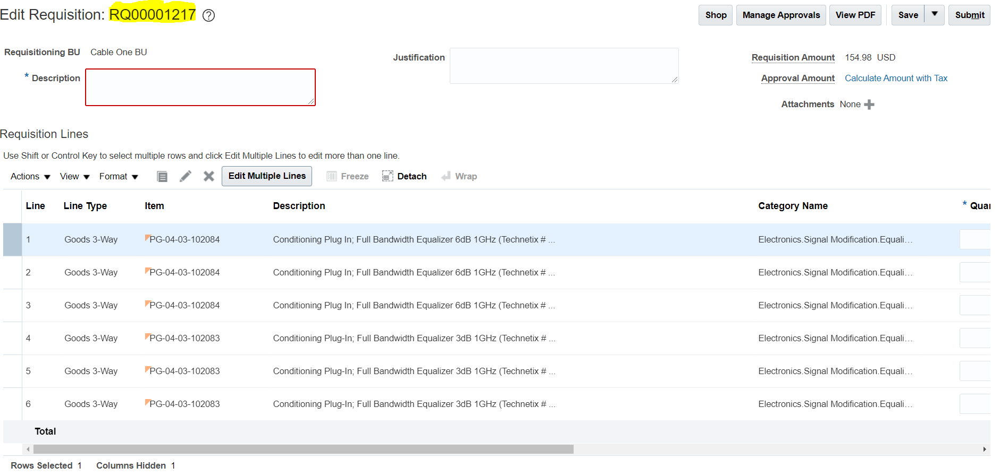 Edit Requisition: RQ00001217 ?
Shop Manage Approvals View PDF Save Submit
Requisitioning BU Cable One BU
* Description
Justification
Requisition Amount 154.98 USD
Approval Amount Calculate Amount with Tax
Attachments None
Requisition Lines
Use Shift or Control Key to select multiple rows and click Edit Multiple Lines to edit more than one line.
Actions View Format Edit Multiple Lines Freeze Detach Wrap
Line Line Type Item Description Category Name * Quar
1 Goods 3-Way PG-04-03-102084 Conditioning Plug In; Full Bandwidth Equalizer 6dB 1GHz (Technetix # ... Electronics.Signal Modification.Equali...
2 Goods 3-Way PG-04-03-102084 Conditioning Plug In; Full Bandwidth Equalizer 6dB 1GHz (Technetix # ... Electronics.Signal Modification.Equali...
3 Goods 3-Way PG-04-03-102084 Conditioning Plug In; Full Bandwidth Equalizer 6dB 1GHz (Technetix # ... Electronics.Signal Modification.Equali...
4 Goods 3-Way PG-04-03-102083 Conditioning Plug-In; Full Bandwidth Equalizer 3dB 1GHz (Technetix # ... Electronics.Signal Modification.Equali...
5 Goods 3-Way PG-04-03-102083 Conditioning Plug-In; Full Bandwidth Equalizer 3dB 1GHz (Technetix # ... Electronics.Signal Modification.Equali...
6 Goods 3-Way PG-04-03-102083 Conditioning Plug-In; Full Bandwidth Equalizer 3dB 1GHz (Technetix # ... Electronics.Signal Modification.Equali...
Total
Rows Selected 1 Columns Hidden 1